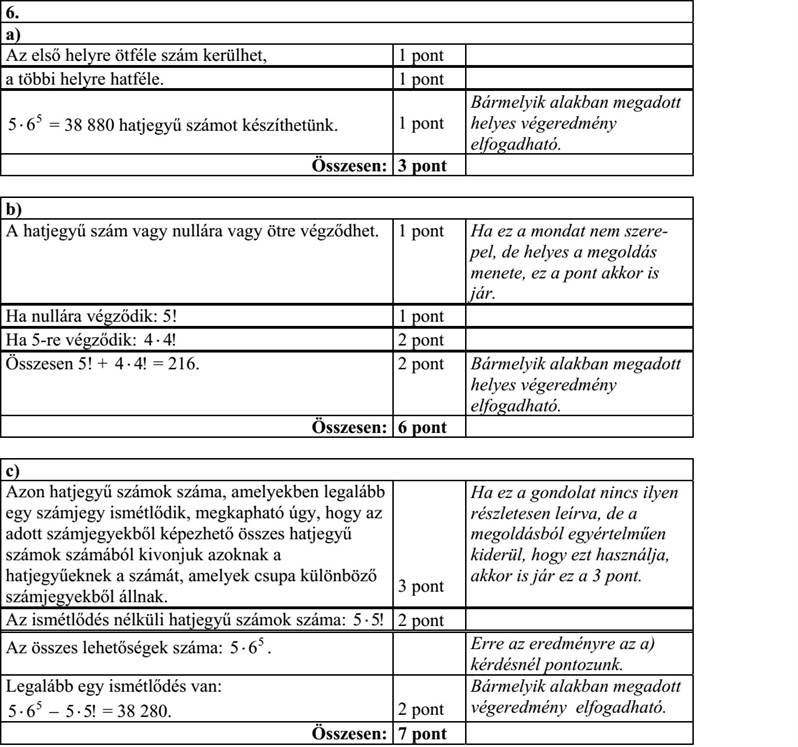 6.
a)
Az első helyre ötféle szám kerülhet, 1 pont
a többi helyre hatféle. 1 pont
5·6⁵ = 38 880 hatjegyű számot készíthetünk. 1 pont Bármelyik alakban megadott
helyes végeredmény
elfogadható.
Összesen: 3 pont
b)
A hatjegyű szám vagy nullára vagy ötre végződhet. 1 pont Ha ez a mondat nem szere-
pel, de helyes a megoldás
menete, ez a pont akkor is
jár.
Ha nullára végződik: 5! 1 pont
Ha 5-re végződik: 4·4! 2 pont
Összesen 5! + 4·4! = 216. 2 pont Bármelyik alakban megadott
helyes végeredmény
elfogadható.
Összesen: 6 pont
c)
Azon hatjegyű számok száma, amelyekben legalább
egy számjegy ismétlődik, megkapható úgy, hogy az
adott számjegyekből képezhető összes hatjegyű
számok számából kivonjuk azoknak a
hatjegyűeknek a számát, amelyek csupa különböző
számjegyekből állnak.
3 pont
Ha ez a gondolat nincs ilyen
részletesen leírva, de a
megoldásból egyértelműen
kiderül, hogy ezt használja,
akkor is jár ez a 3 pont.
Az ismétlődés nélküli hatjegyű számok száma: 5·5! 2 pont
Az összes lehetőségek száma: 5·6⁵. Erre az eredményre az a)
kérdésnél pontozunk.
Legalább egy ismétlődés van: Bármelyik alakban megadott
5·6⁵ − 5·5! = 38 280. 2 pont végeredmény elfogadható.
Összesen: 7 pont